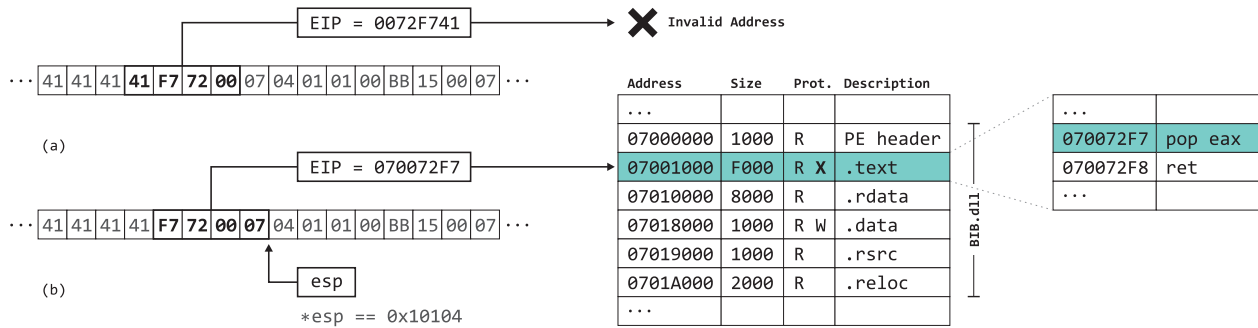 EIP = 0072F741
Invalid Address
··· 41 41 41 41 F7 72 00 07 04 01 01 00 BB 15 00 07 ···
(a)
EIP = 070072F7
··· 41 41 41 41 F7 72 00 07 04 01 01 00 BB 15 00 07 ···
esp
(b)
*esp == 0x10104
Address Size Prot. Description
···
07000000 1000 R PE header
07001000 F000 R X .text
07010000 8000 R .rdata
07018000 1000 R W .data
07019000 1000 R .rsrc
0701A000 2000 R .reloc
···
BIB.dll
···
070072F7 pop eax
070072F8 ret
···